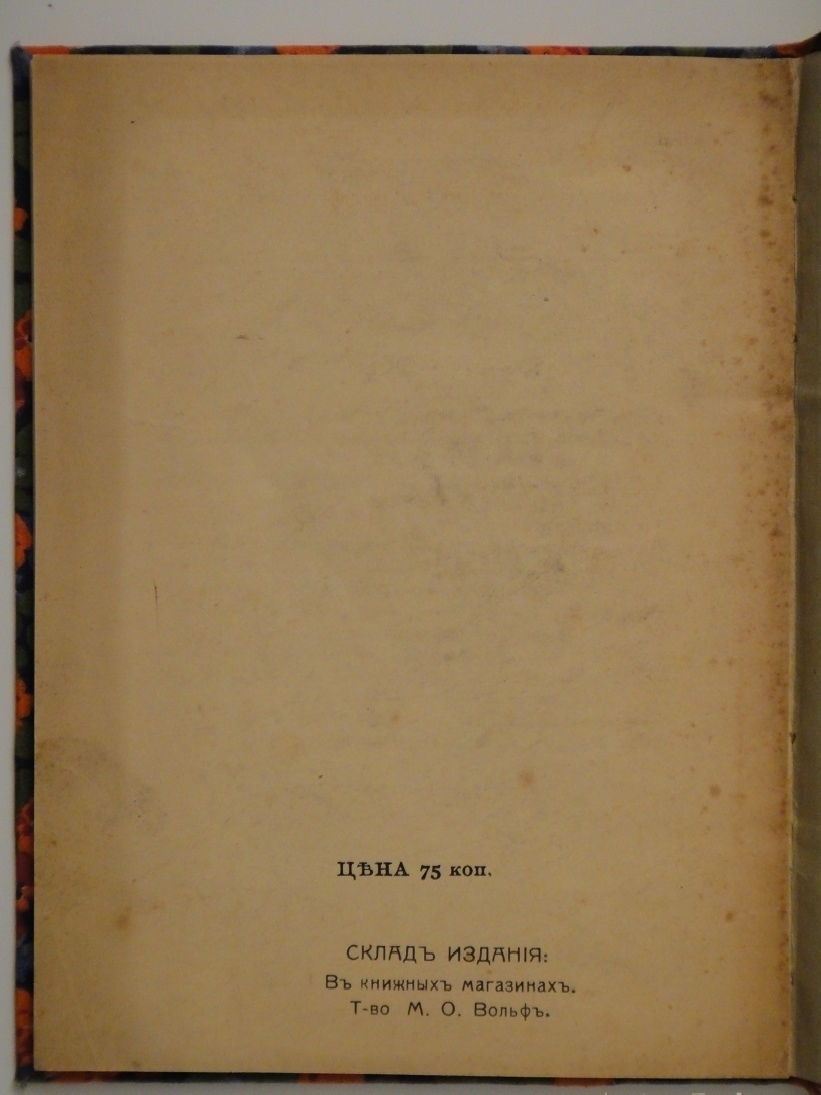 ЦѢНА 75 коп.
СКЛАДЪ ИЗДАНІЯ:
Въ книжныхъ магазинахъ.
Т-во М. О. Вольфъ.